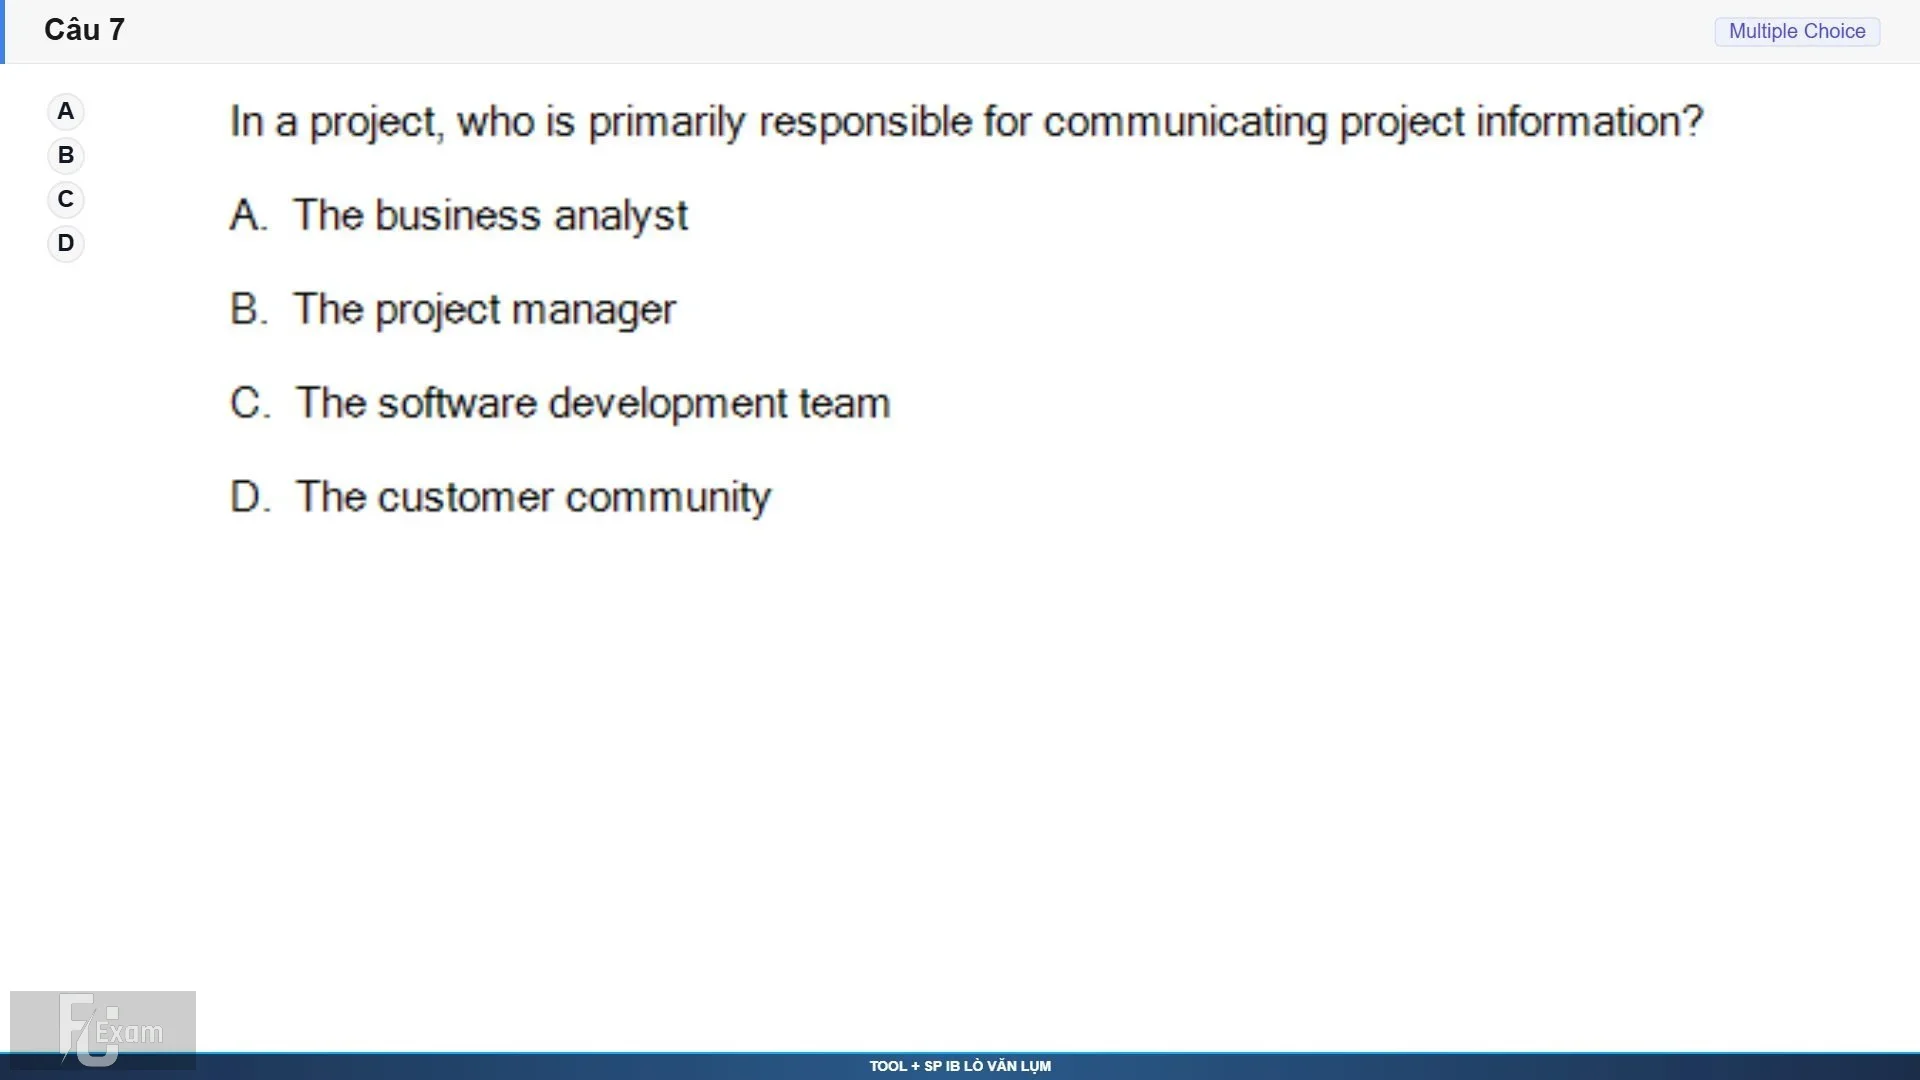 Câu 7
Multiple Choice
A
B
C
D
In a project, who is primarily responsible for communicating project information?
A. The business analyst
B. The project manager
C. The software development team
D. The customer community
FU Exam
TOOL + SP IB LÒ VĂN LỤM